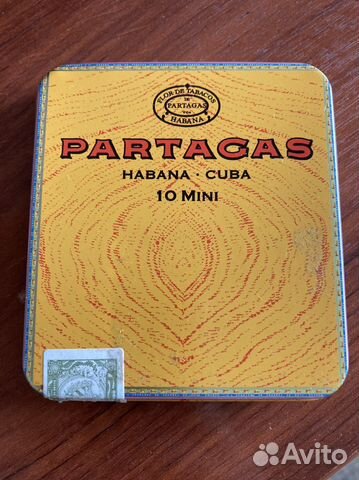 FLOR DE TABACOS
DE
PARTAGAS
HABANA
PARTAGAS
HABANA · CUBA
10 MINI
Avito